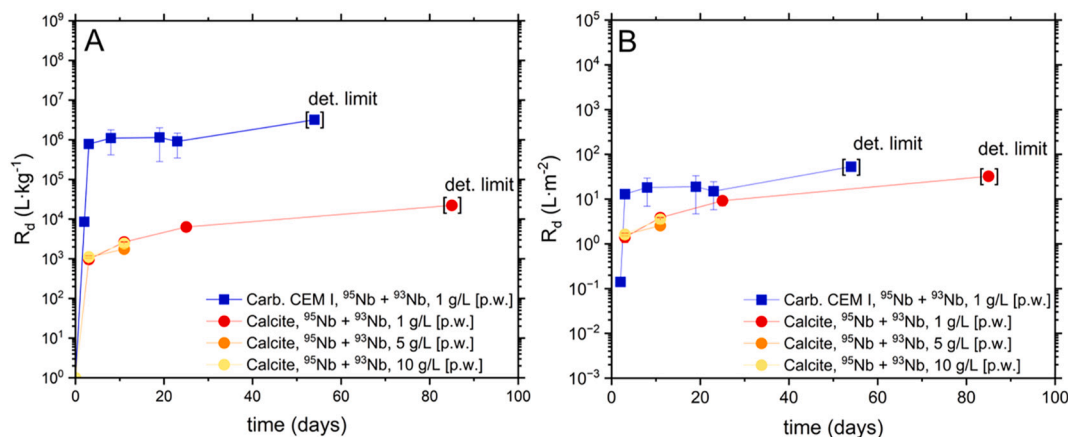 A
10⁹
10⁸
10⁷
10⁶
10⁵
10⁴
10³
10²
10¹
10⁰
R_d (L·kg⁻¹)
det. limit
det. limit
Carb. CEM I, ⁹⁵Nb + ⁹³Nb, 1 g/L [p.w.]
Calcite, ⁹⁵Nb + ⁹³Nb, 1 g/L [p.w.]
Calcite, ⁹⁵Nb + ⁹³Nb, 5 g/L [p.w.]
Calcite, ⁹⁵Nb + ⁹³Nb, 10 g/L [p.w.]
0 20 40 60 80 100
time (days)
B
10⁵
10⁴
10³
10²
10¹
10⁰
10⁻¹
10⁻²
10⁻³
R_d (L·m⁻²)
det. limit
det. limit
Carb. CEM I, ⁹⁵Nb + ⁹³Nb, 1 g/L [p.w.]
Calcite, ⁹⁵Nb + ⁹³Nb, 1 g/L [p.w.]
Calcite, ⁹⁵Nb + ⁹³Nb, 5 g/L [p.w.]
Calcite, ⁹⁵Nb + ⁹³Nb, 10 g/L [p.w.]
0 20 40 60 80 100
time (days)